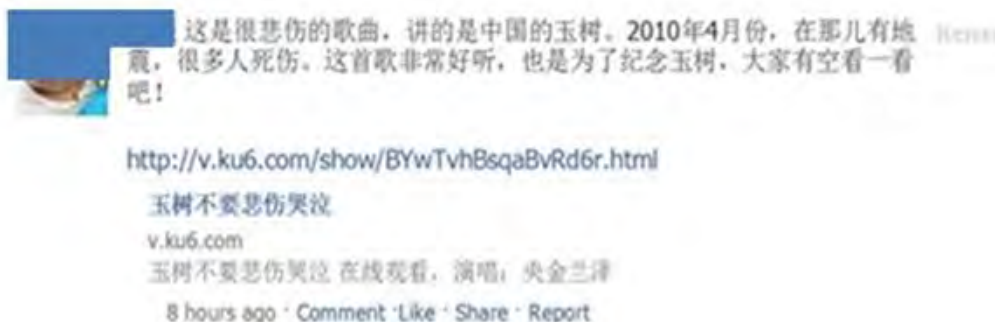 这是很悲伤的歌曲，讲的是中国的玉树。2010年4月份，在那儿有地
震，很多人死伤。这首歌非常好听，也是为了纪念玉树，大家有空看一看
吧！
http://v.ku6.com/show/BYwTvhBsqaBvRd6r.html
玉树不要悲伤哭泣
v.ku6.com
玉树不要悲伤哭泣 在线观看。演唱：央金兰泽
8 hours ago · Comment · Like · Share · Report